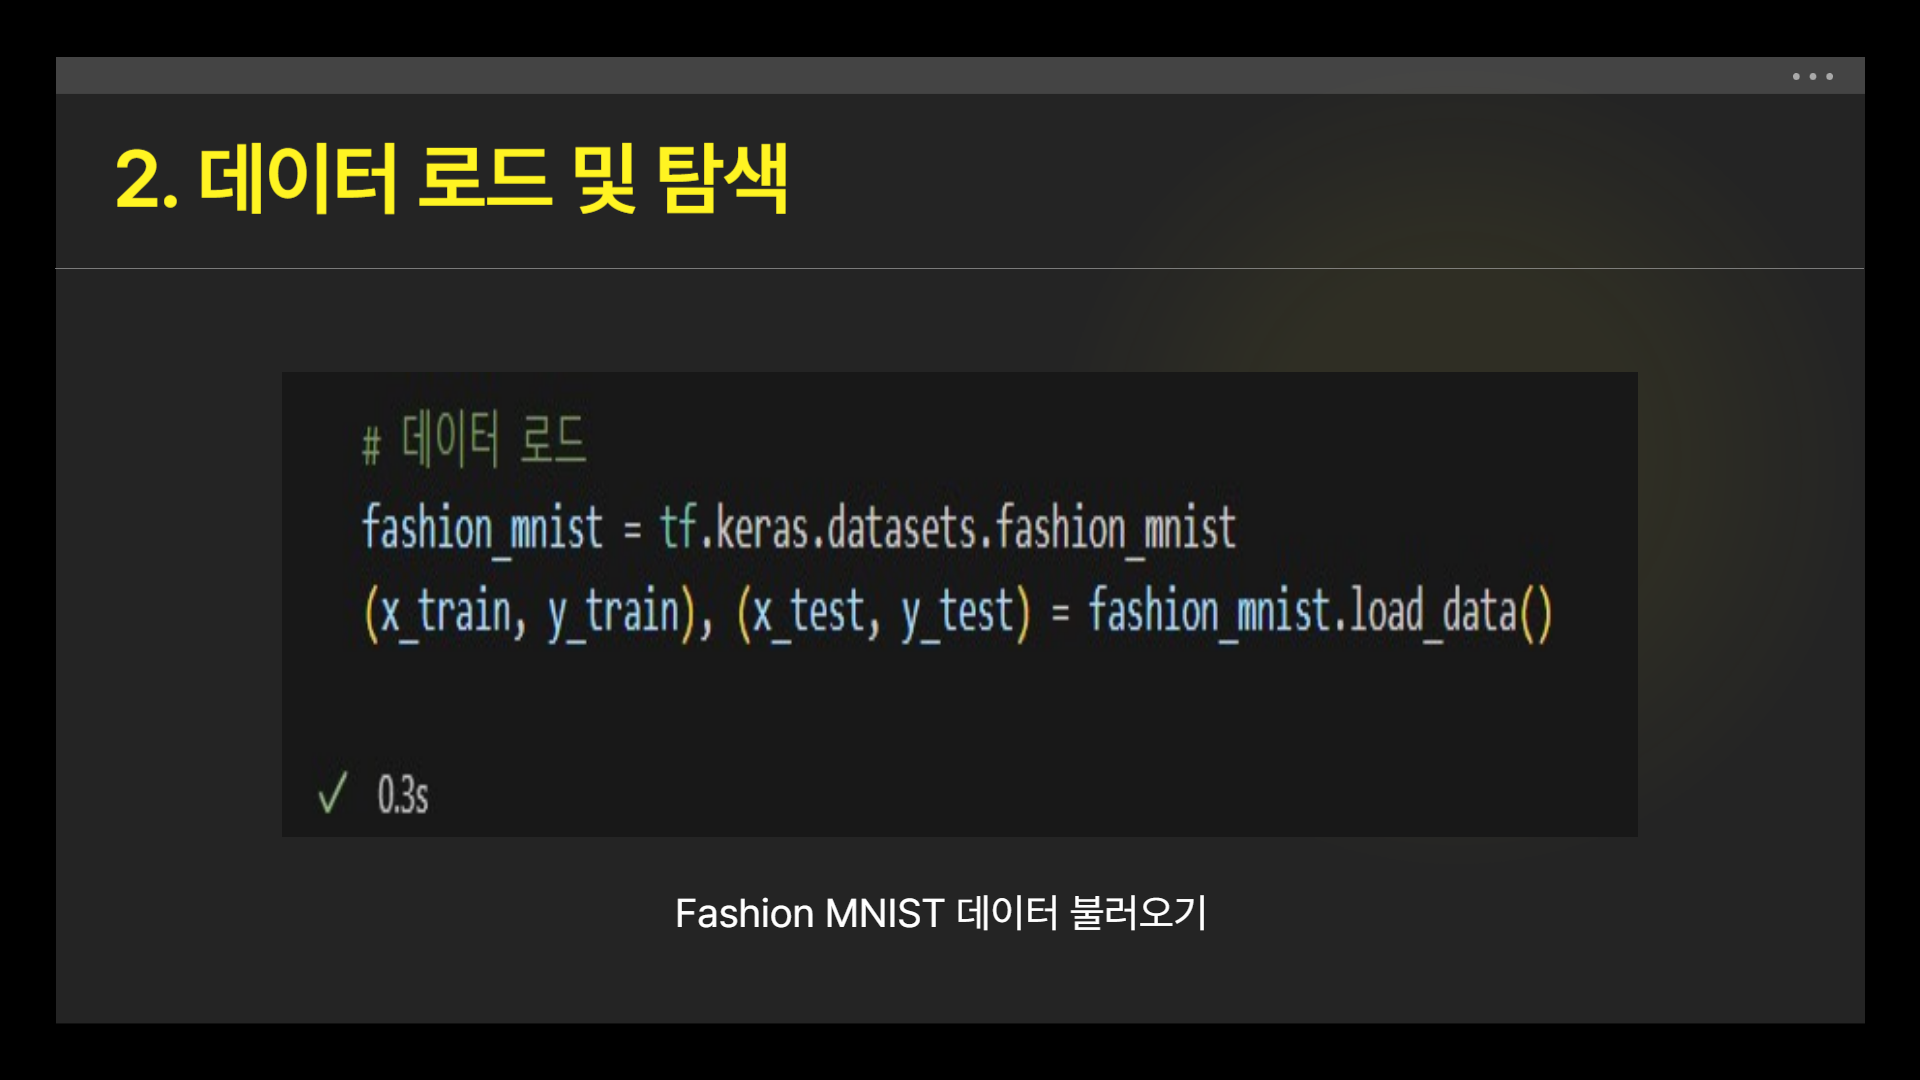 2. 데이터 로드 및 탐색
# 데이터 로드
fashion_mnist = tf.keras.datasets.fashion_mnist
(x_train, y_train), (x_test, y_test) = fashion_mnist.load_data()
✓ 0.3s
Fashion MNIST 데이터 불러오기